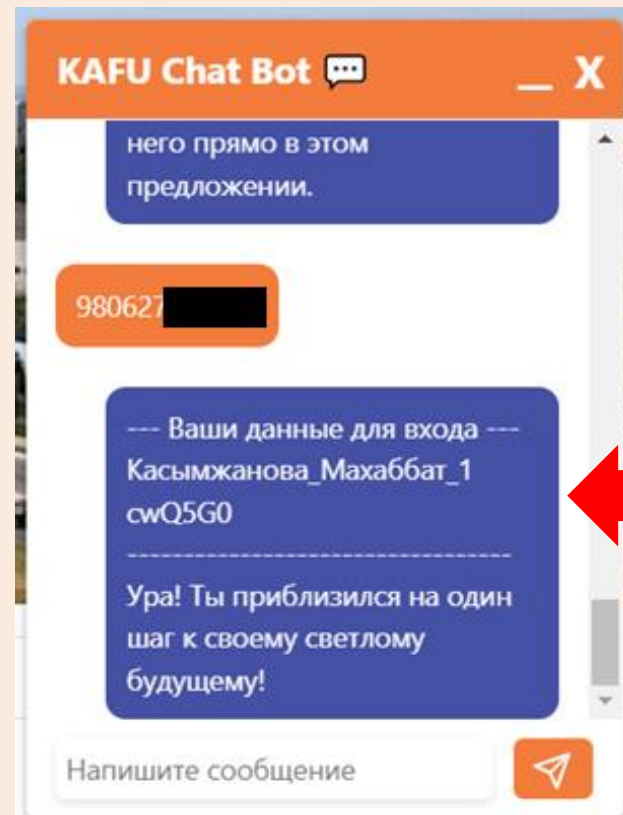 KAFU Chat Bot 💬 _ X
него прямо в этом
предложении.
980627
--- Ваши данные для входа ---
Касымжанова_Махаббат_1
cwQ5G0
-----------------------------------
Ура! Ты приблизился на один
шаг к своему светлому
будущему!
Напишите сообщение